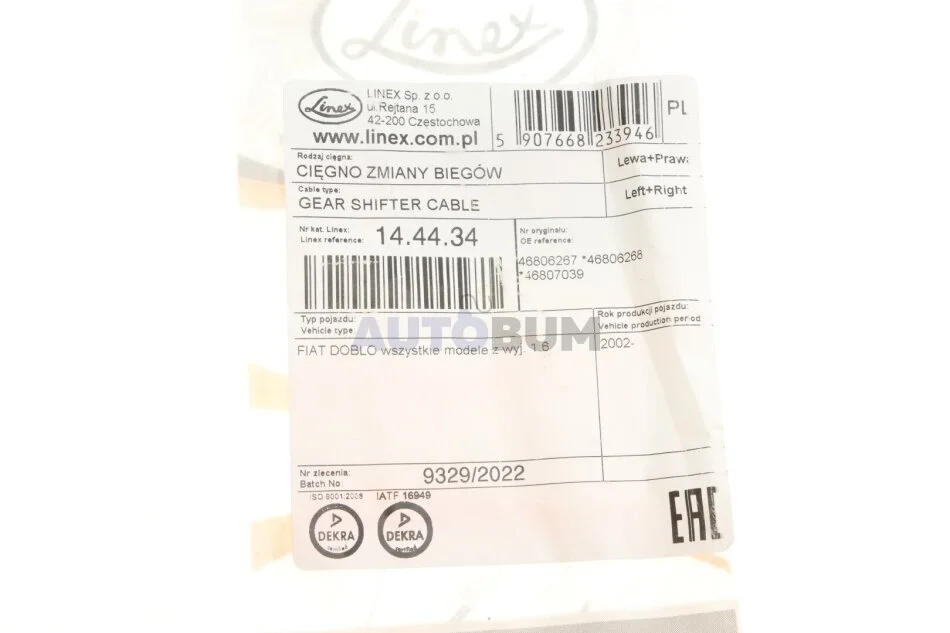 Linex
Linex
LINEX Sp. z o.o.
ul. Rejtana 15
42-200 Częstochowa
www.linex.com.pl
5 907668 233946
PL
Rodzaj cięgna:
CIĘGNO ZMIANY BIEGÓW
Lewa+Prawa
Cable type:
GEAR SHIFTER CABLE
Left+Right
Nr kat. Linex:
Linex reference:
14.44.34
Nr oryginału:
OE reference:
46806267 *46806268
*46807039
Typ pojazdu:
Vehicle type:
Rok produkcji pojazdu:
Vehicle production period
AUTOBUM
FIAT DOBLO wszystkie modele z wyj. 1.6
2002-
Nr zlecenia:
Batch No:
9329/2022
ISO 9001:2008
IATF 16949
DEKRA
DEKRA
EAC